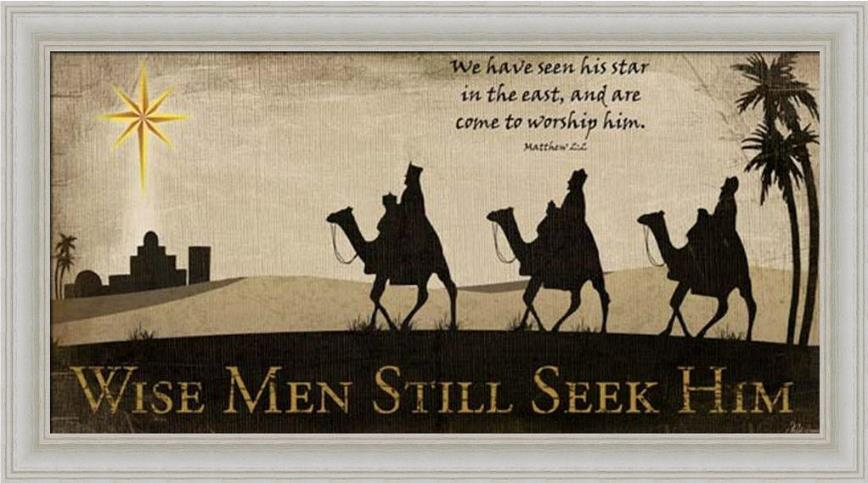 We have seen his star
in the east, and are
come to worship him.
Matthew 2:2
WISE MEN STILL SEEK HIM